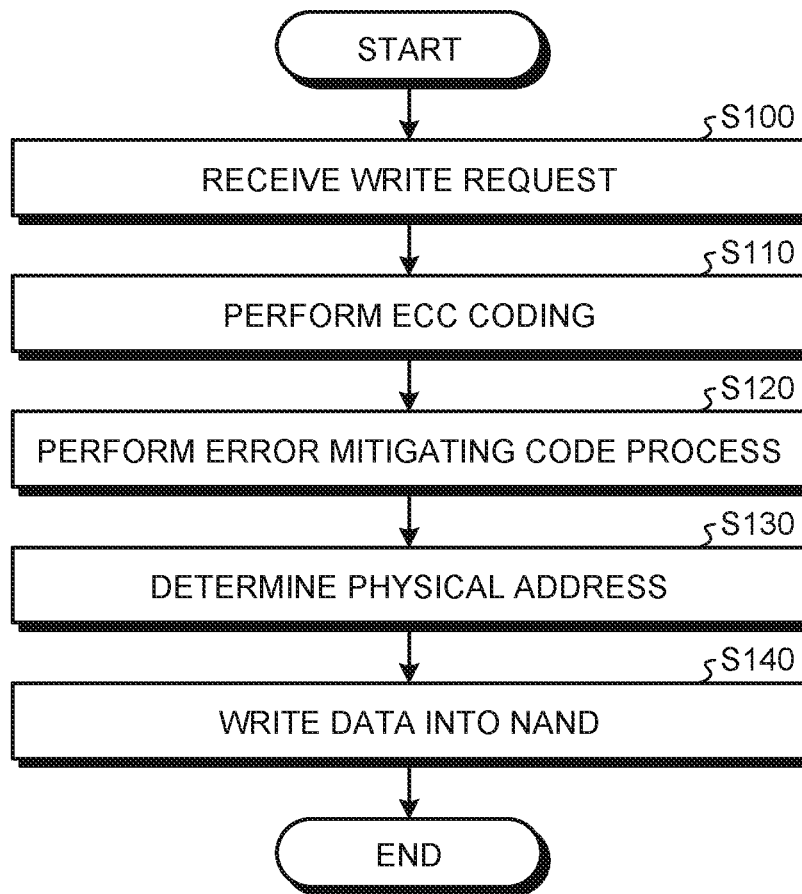 START
S100
RECEIVE WRITE REQUEST
S110
PERFORM ECC CODING
S120
PERFORM ERROR MITIGATING CODE PROCESS
S130
DETERMINE PHYSICAL ADDRESS
S140
WRITE DATA INTO NAND
END